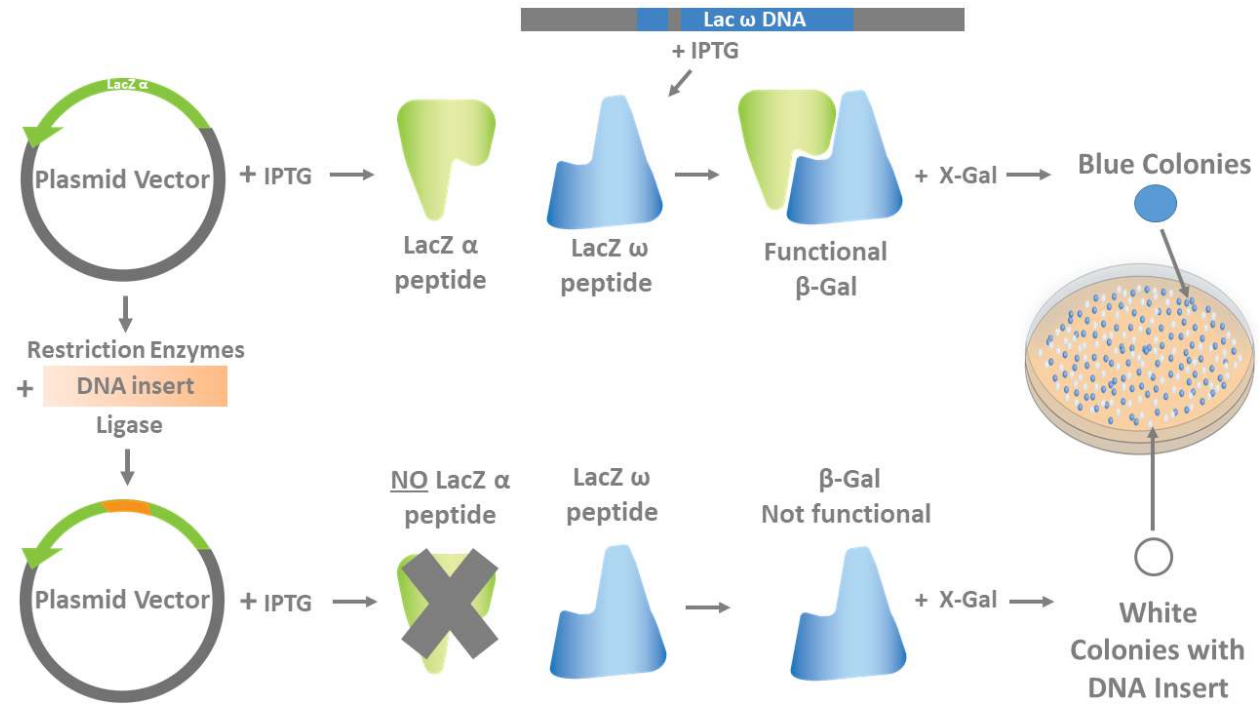 Lac ω DNA
+ IPTG
LacZ α
Plasmid Vector
+ IPTG
LacZ α
peptide
LacZ ω
peptide
Functional
β-Gal
+ X-Gal
Blue Colonies
Restriction Enzymes
+ DNA insert
Ligase
NO LacZ α
peptide
LacZ ω
peptide
β-Gal
Not functional
Plasmid Vector
+ IPTG
+ X-Gal
White
Colonies with
DNA Insert